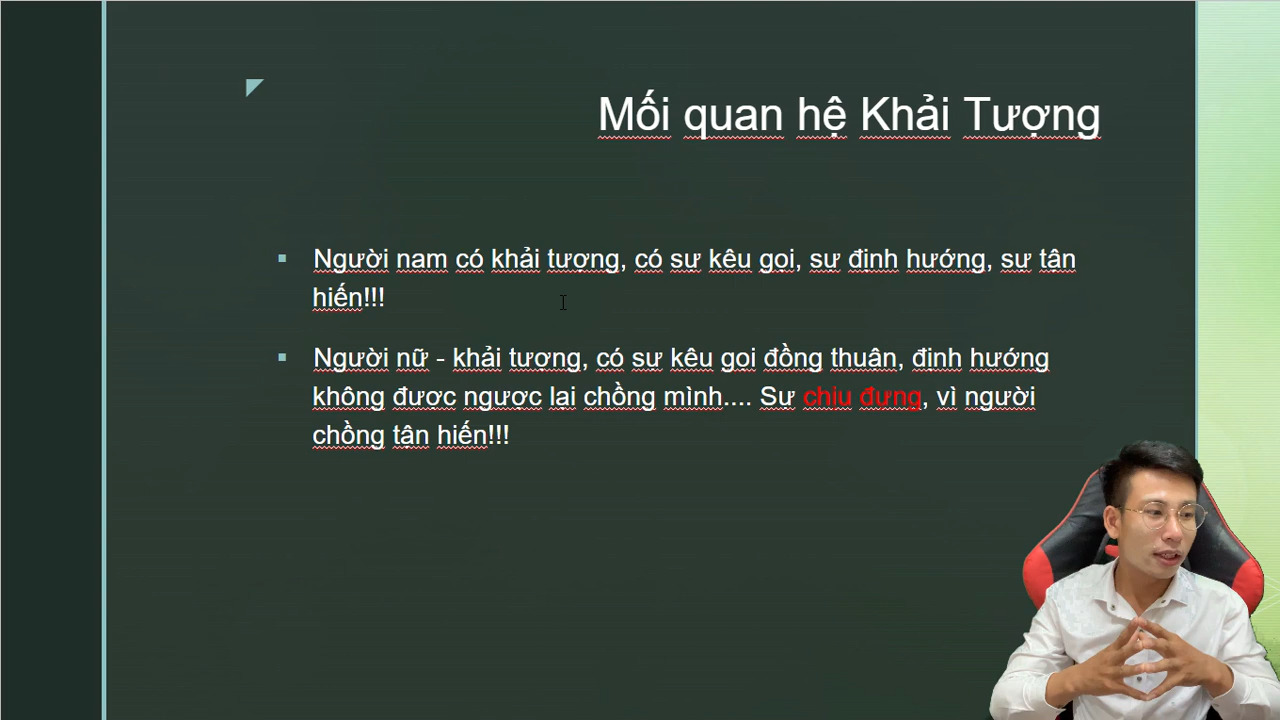 Mối quan hệ Khải Tượng
Người nam có khải tượng, có sự kêu gọi, sự định hướng, sự tận
hiến!!!
Người nữ - khải tượng, có sự kêu gọi đồng thuận, định hướng
không được ngược lại chồng mình.... Sự chịu đựng, vì người
chồng tận hiến!!!